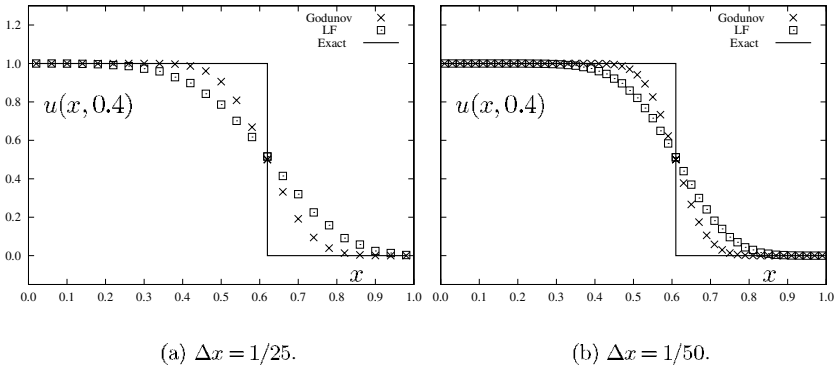 Godunov
LF
Exact
1.2
1.0
0.8
0.6
0.4
0.2
0.0
u(x, 0.4)
x
0.0 0.1 0.2 0.3 0.4 0.5 0.6 0.7 0.8 0.9 1.0
(a) Δx = 1/25.
Godunov
LF
Exact
u(x, 0.4)
x
0.0 0.1 0.2 0.3 0.4 0.5 0.6 0.7 0.8 0.9 1.0
(b) Δx = 1/50.